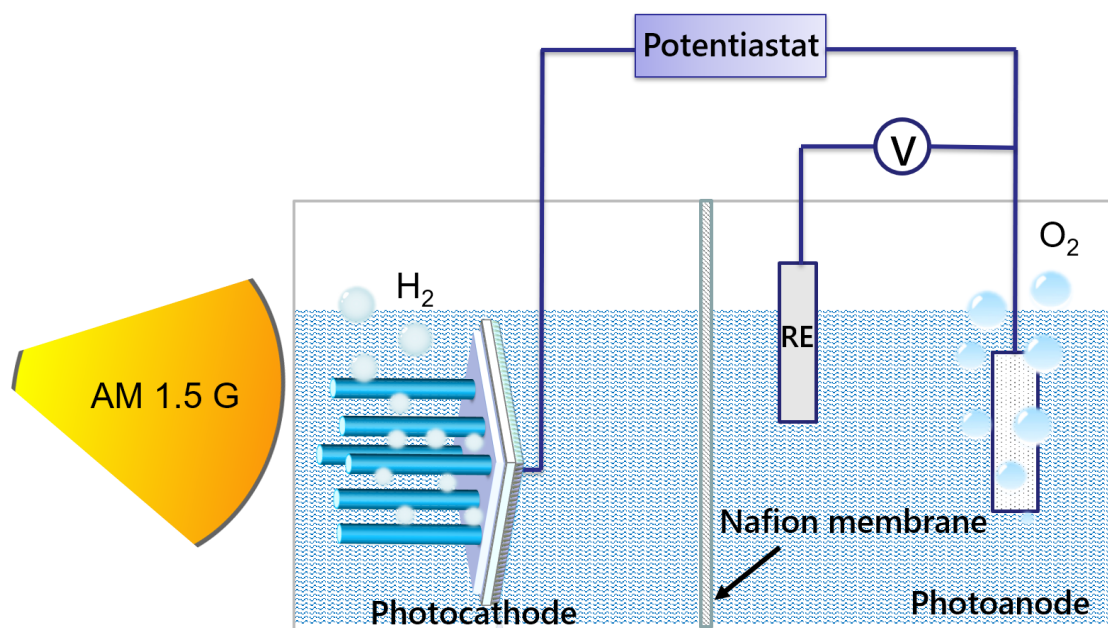 Potentiastat
V
O₂
H₂
RE
AM 1.5 G
Nafion membrane
Photoanode
Photocathode